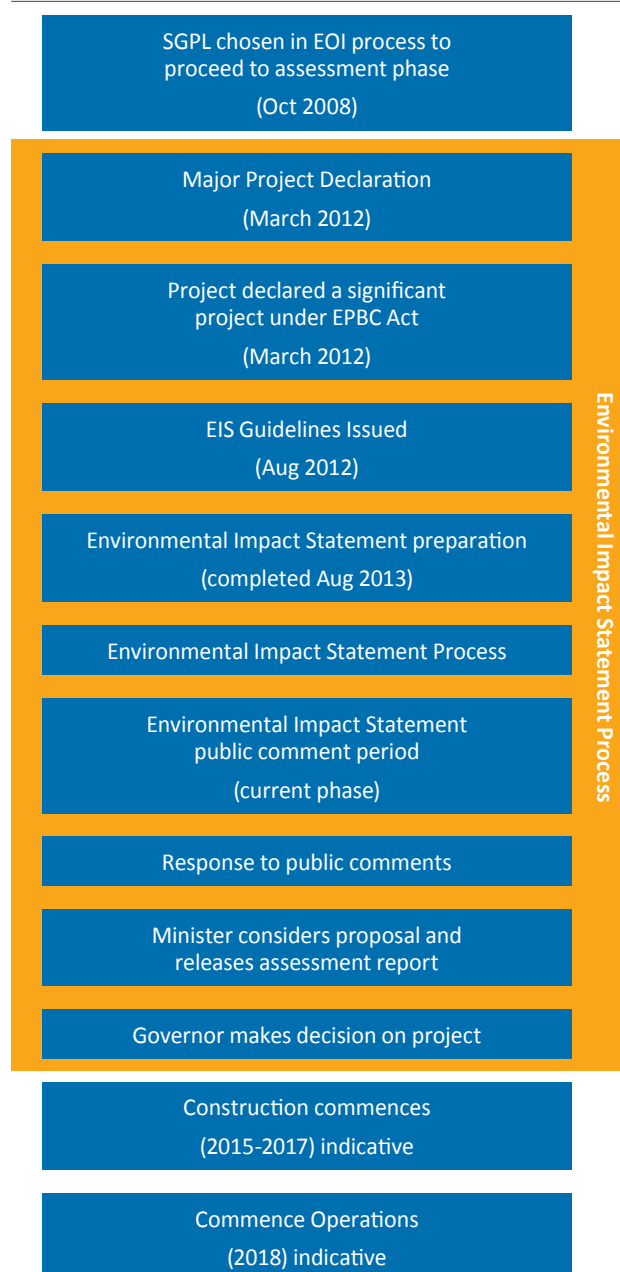 SGPL chosen in EOI process to
proceed to assessment phase
(Oct 2008)
Major Project Declaration
(March 2012)
Project declared a significant
project under EPBC Act
(March 2012)
EIS Guidelines Issued
(Aug 2012)
Environmental Impact Statement preparation
(completed Aug 2013)
Environmental Impact Statement Process
Environmental Impact Statement
public comment period
(current phase)
Response to public comments
Minister considers proposal and
releases assessment report
Governor makes decision on project
Environmental Impact Statement Process
Construction commences
(2015-2017) indicative
Commence Operations
(2018) indicative